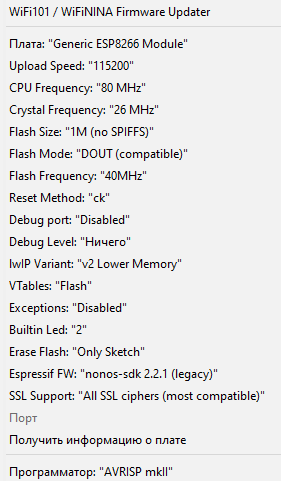 WiFi101 / WiFiNINA Firmware Updater
Плата: "Generic ESP8266 Module"
Upload Speed: "115200"
CPU Frequency: "80 MHz"
Crystal Frequency: "26 MHz"
Flash Size: "1M (no SPIFFS)"
Flash Mode: "DOUT (compatible)"
Flash Frequency: "40MHz"
Reset Method: "ck"
Debug port: "Disabled"
Debug Level: "Ничего"
lwIP Variant: "v2 Lower Memory"
VTables: "Flash"
Exceptions: "Disabled"
Builtin Led: "2"
Erase Flash: "Only Sketch"
Espressif FW: "nonos-sdk 2.2.1 (legacy)"
SSL Support: "All SSL ciphers (most compatible)"
Порт
Получить информацию о плате
Программатор: "AVRISP mkII"